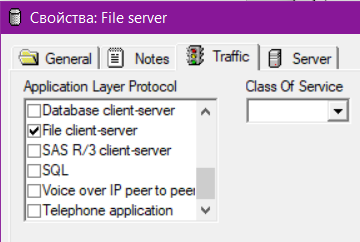 Свойства: File server
General Notes Traffic Server
Application Layer Protocol Class Of Service
Database client-server
File client-server
SAS R/3 client-server
SQL
Voice over IP peer to peer
Telephone application